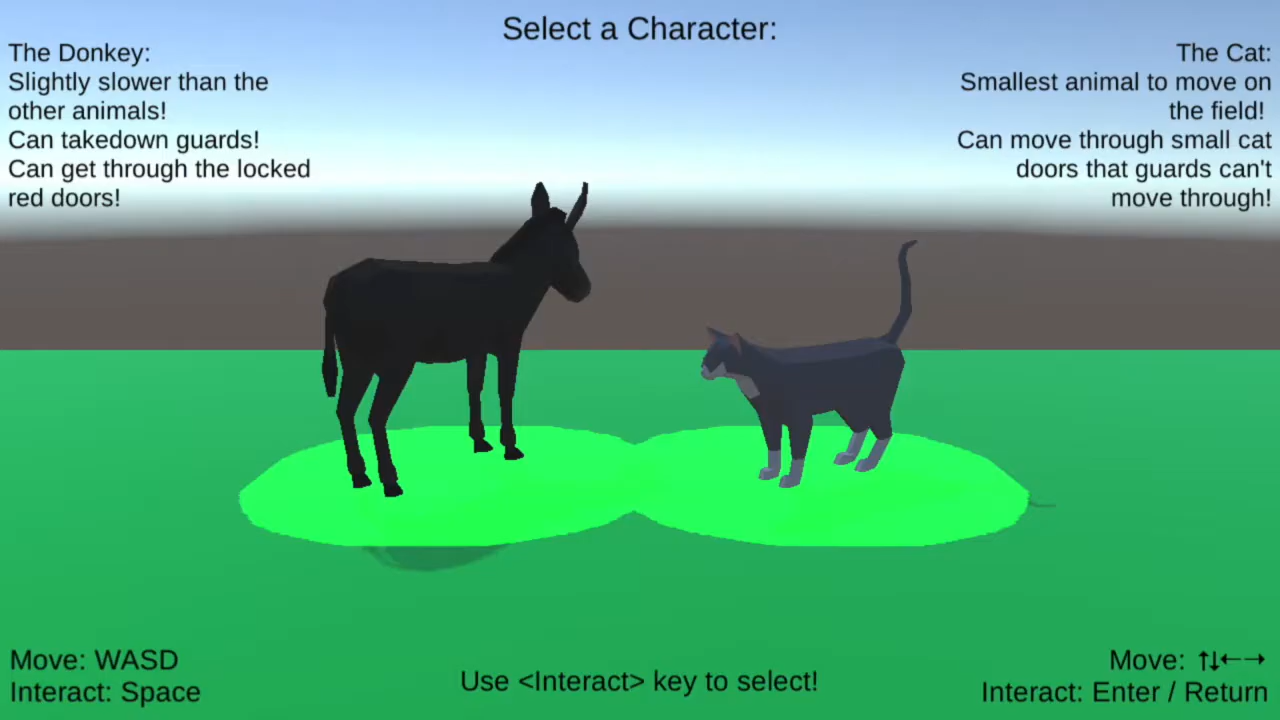 Select a Character:
The Donkey:
Slightly slower than the
other animals!
Can takedown guards!
Can get through the locked
red doors!
The Cat:
Smallest animal to move on
the field!
Can move through small cat
doors that guards can't
move through!
Move: WASD
Interact: Space
Use <Interact> key to select!
Move: ↑↓←→
Interact: Enter / Return